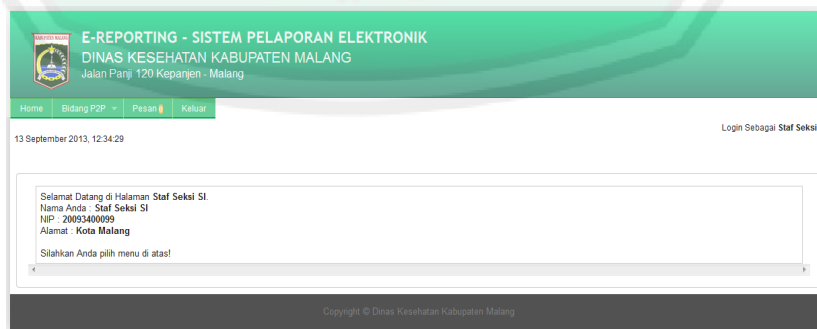 E-REPORTING - SISTEM PELAPORAN ELEKTRONIK
DINAS KESEHATAN KABUPATEN MALANG
Jalan Panji 120 Kepanjen - Malang
Home Bidang P2P Pesan Keluar
Login Sebagai Staf Seksi
13 September 2013, 12:34:29
Selamat Datang di Halaman Staf Seksi SI.
Nama Anda : Staf Seksi SI
NIP : 20093400099
Alamat : Kota Malang
Silahkan Anda pilih menu di atas!
Copyright © Dinas Kesehatan Kabupaten Malang